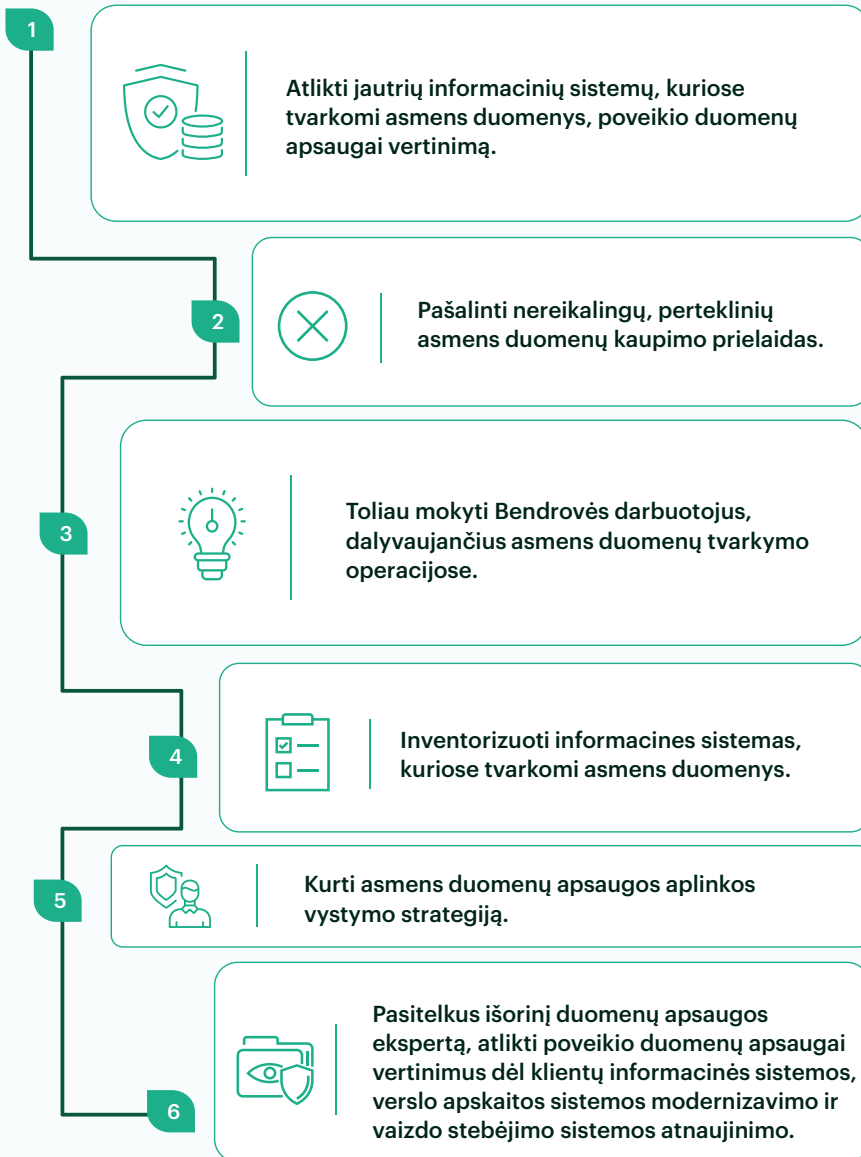 1
Atlikti jautrių informacinių sistemų, kuriose
tvarkomi asmens duomenys, poveikio duomenų
apsaugai vertinimą.
2
Pašalinti nereikalingų, perteklinių
asmens duomenų kaupimo prielaidas.
3
Toliau mokyti Bendrovės darbuotojus,
dalyvaujančius asmens duomenų tvarkymo
operacijose.
4
Inventorizuoti informacines sistemas,
kuriose tvarkomi asmens duomenys.
5
Kurti asmens duomenų apsaugos aplinkos
vystymo strategiją.
6
Pasitelkus išorinį duomenų apsaugos
ekspertą, atlikti poveikio duomenų apsaugai
vertinimus dėl klientų informacinės sistemos,
verslo apskaitos sistemos modernizavimo ir
vaizdo stebėjimo sistemos atnaujinimo.